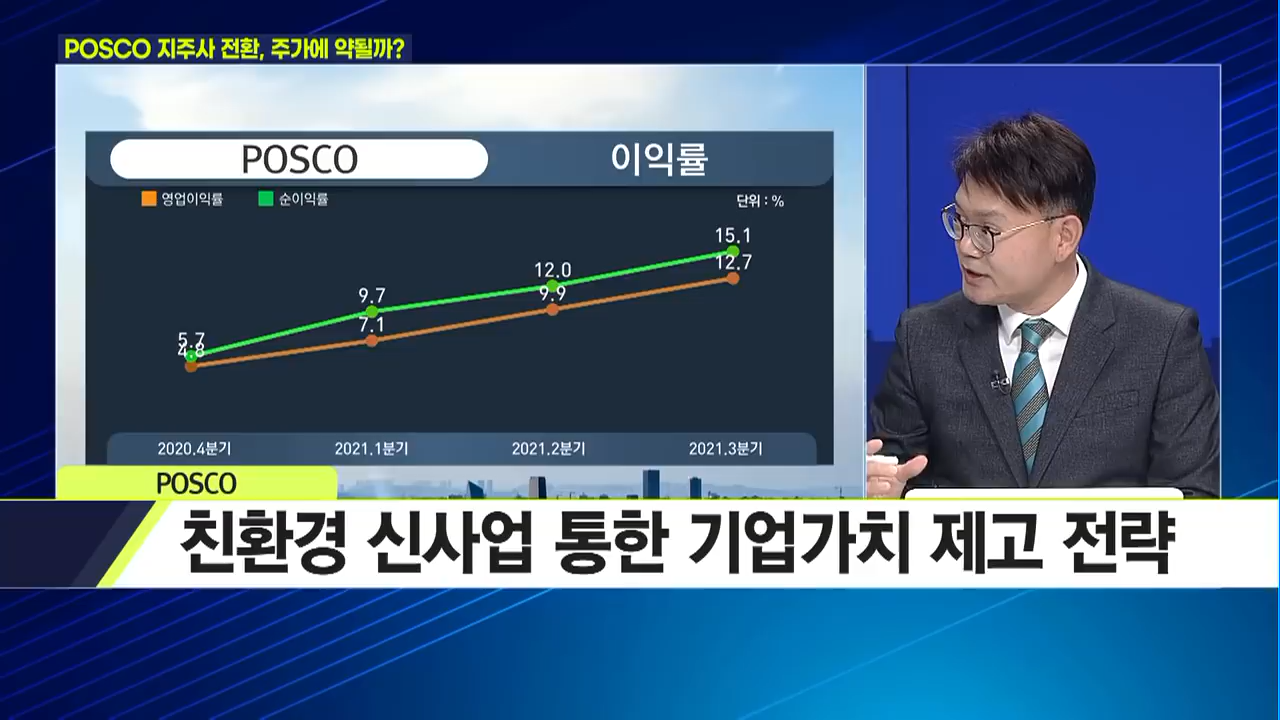 POSCO 지주사 전환, 주가에 약될까?
POSCO 이익률
영업이익률 순이익률 단위 : %
15.1
12.7
12.0
9.9
9.7
7.1
5.7
4.8
2020.4분기 2021.1분기 2021.2분기 2021.3분기
POSCO
친환경 신사업 통한 기업가치 제고 전략